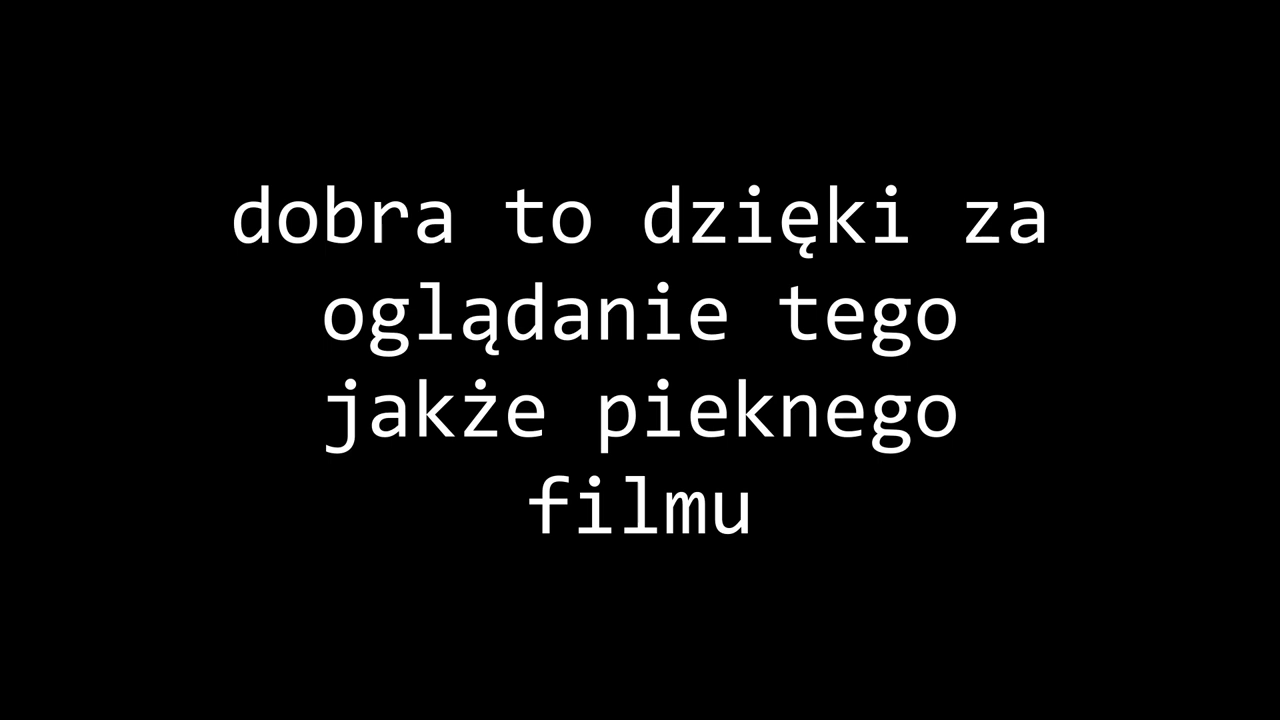 dobra to dzięki za
oglądanie tego
jakże pieknego
filmu